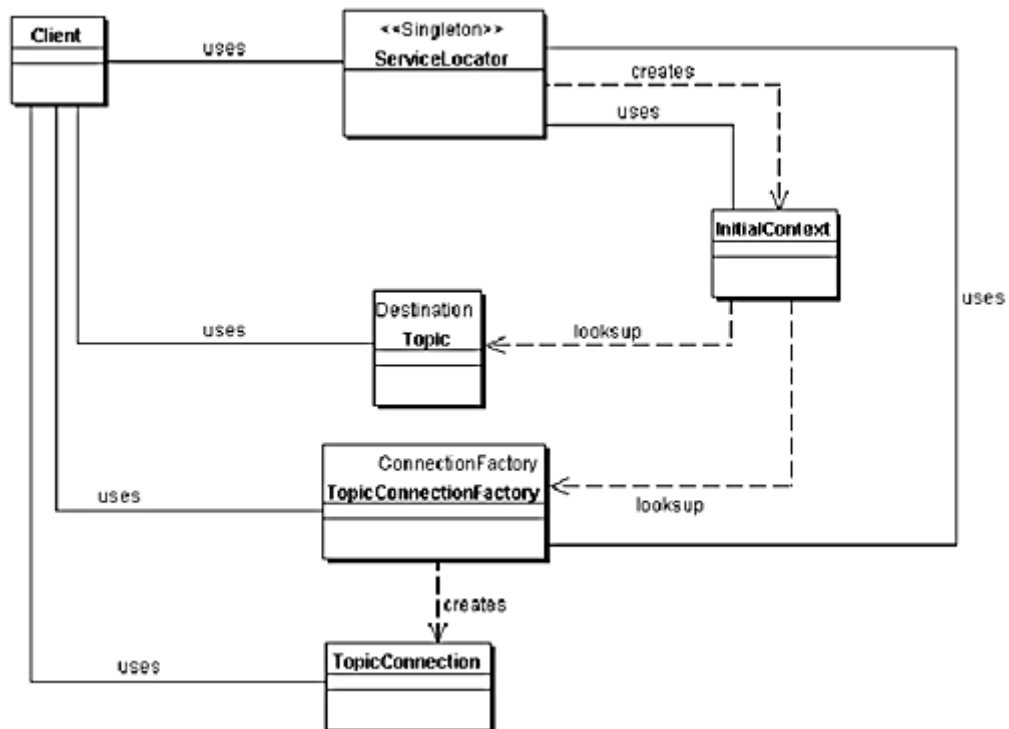 Client
uses
<<Singleton>>
ServiceLocator
creates
uses
InitialContext
uses
Destination
Topic
uses
looksup
ConnectionFactory
TopicConnectionFactory
uses
looksup
creates
TopicConnection
uses